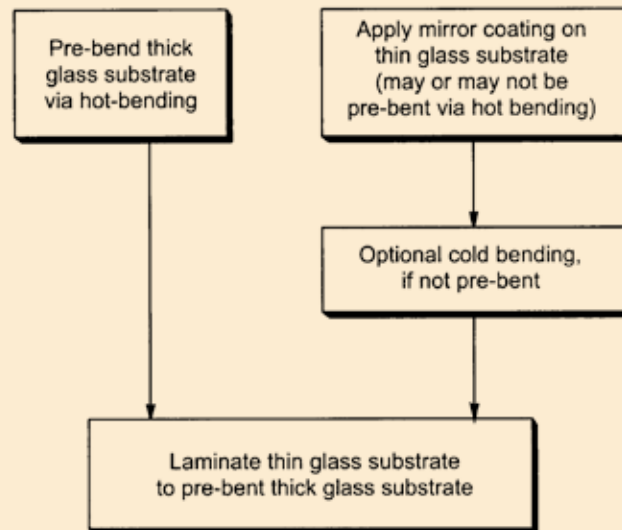 Pre-bend thick
glass substrate
via hot-bending
Apply mirror coating on
thin glass substrate
(may or may not be
pre-bent via hot bending)
Optional cold bending,
if not pre-bent
Laminate thin glass substrate
to pre-bent thick glass substrate